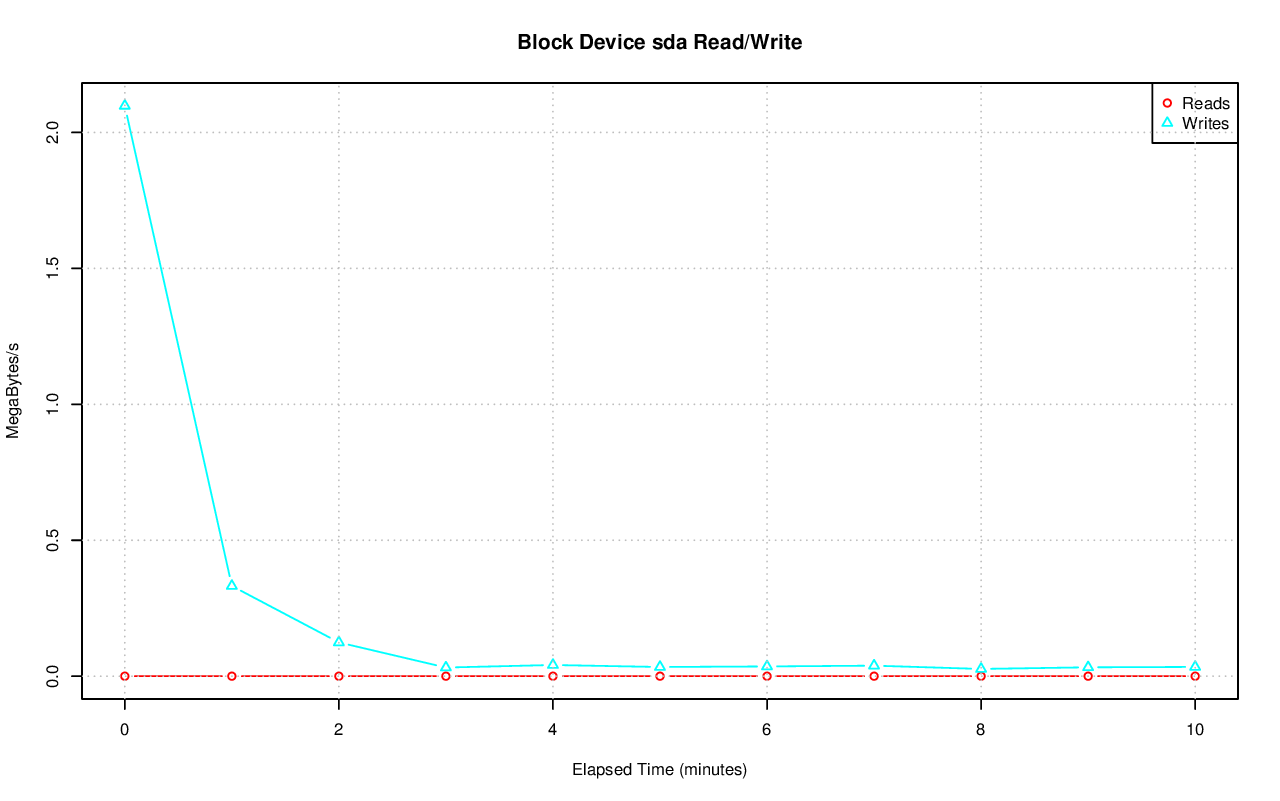 Block Device sda Read/Write
Reads
Writes
MegaBytes/s
2.0
1.5
1.0
0.5
0.0
0 2 4 6 8 10
Elapsed Time (minutes)